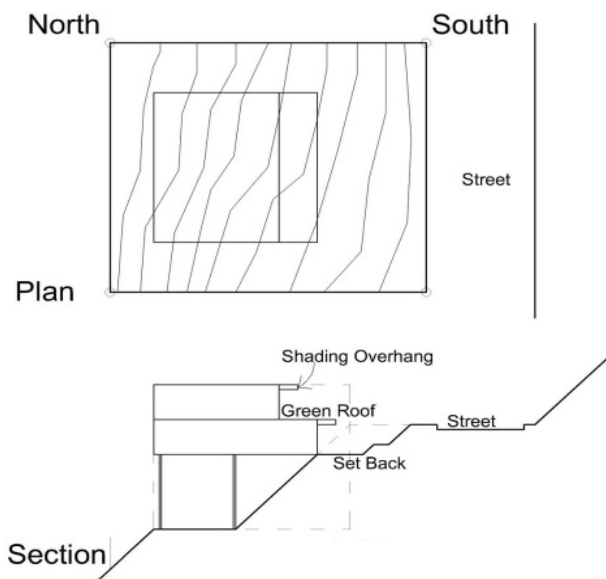 North
South
Street
Plan
Shading Overhang
Green Roof
Street
Set Back
Section